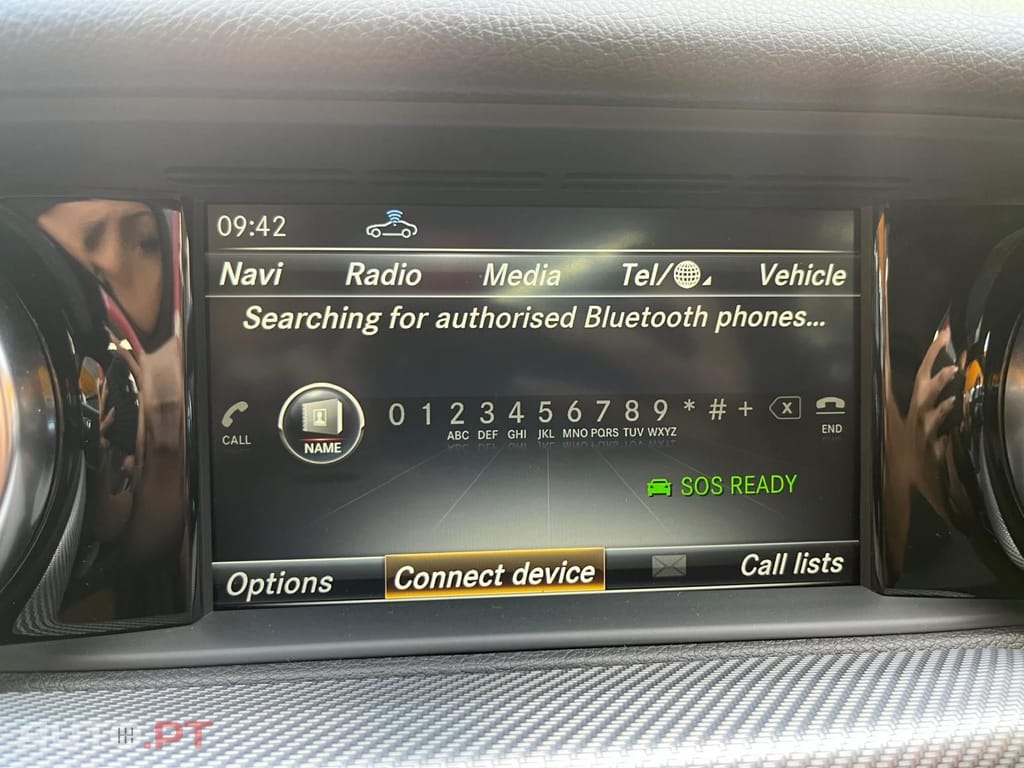 09:42
Navi Radio Media Tel/ Vehicle
Searching for authorised Bluetooth phones...
CALL NAME 0 1 2 3 4 5 6 7 8 9 * # + X END
ABC DEF GHI JKL MNO PQRS TUV WXYZ
SOS READY
Options Connect device Call lists
.PT